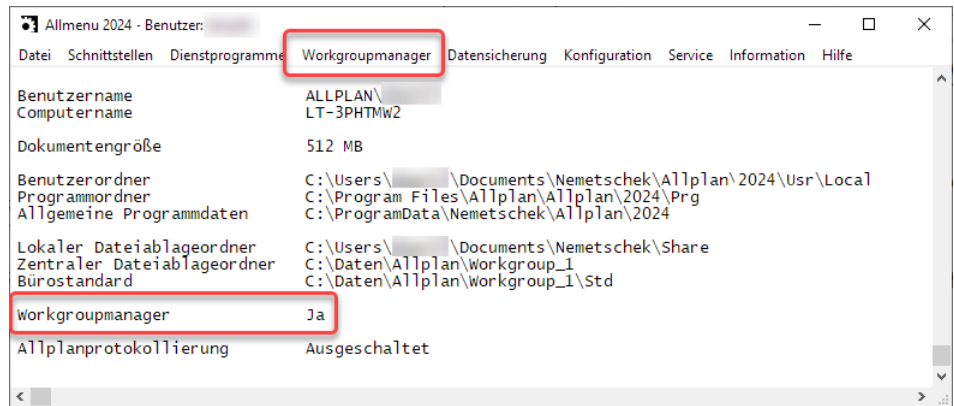 Allmenu 2024 - Benutzer:
Datei Schnittstellen Dienstprogramme Workgroupmanager Datensicherung Konfiguration Service Information Hilfe
Benutzername ALLPLAN\
Computername LT-3PHTMW2
Dokumentengröße 512 MB
Benutzerordner C:\Users\ \Documents\Nemetschek\Allplan\2024\Usr\Local
Programmordner C:\Program Files\Allplan\Allplan\2024\Prg
Allgemeine Programmdaten C:\ProgramData\Nemetschek\Allplan\2024
Lokaler Dateiablageordner C:\Users\ \Documents\Nemetschek\Share
Zentraler Dateiablageordner C:\Daten\Allplan\Workgroup_1
Bürostandard C:\Daten\Allplan\Workgroup_1\Std
Workgroupmanager Ja
Allplanprotokollierung Ausgeschaltet